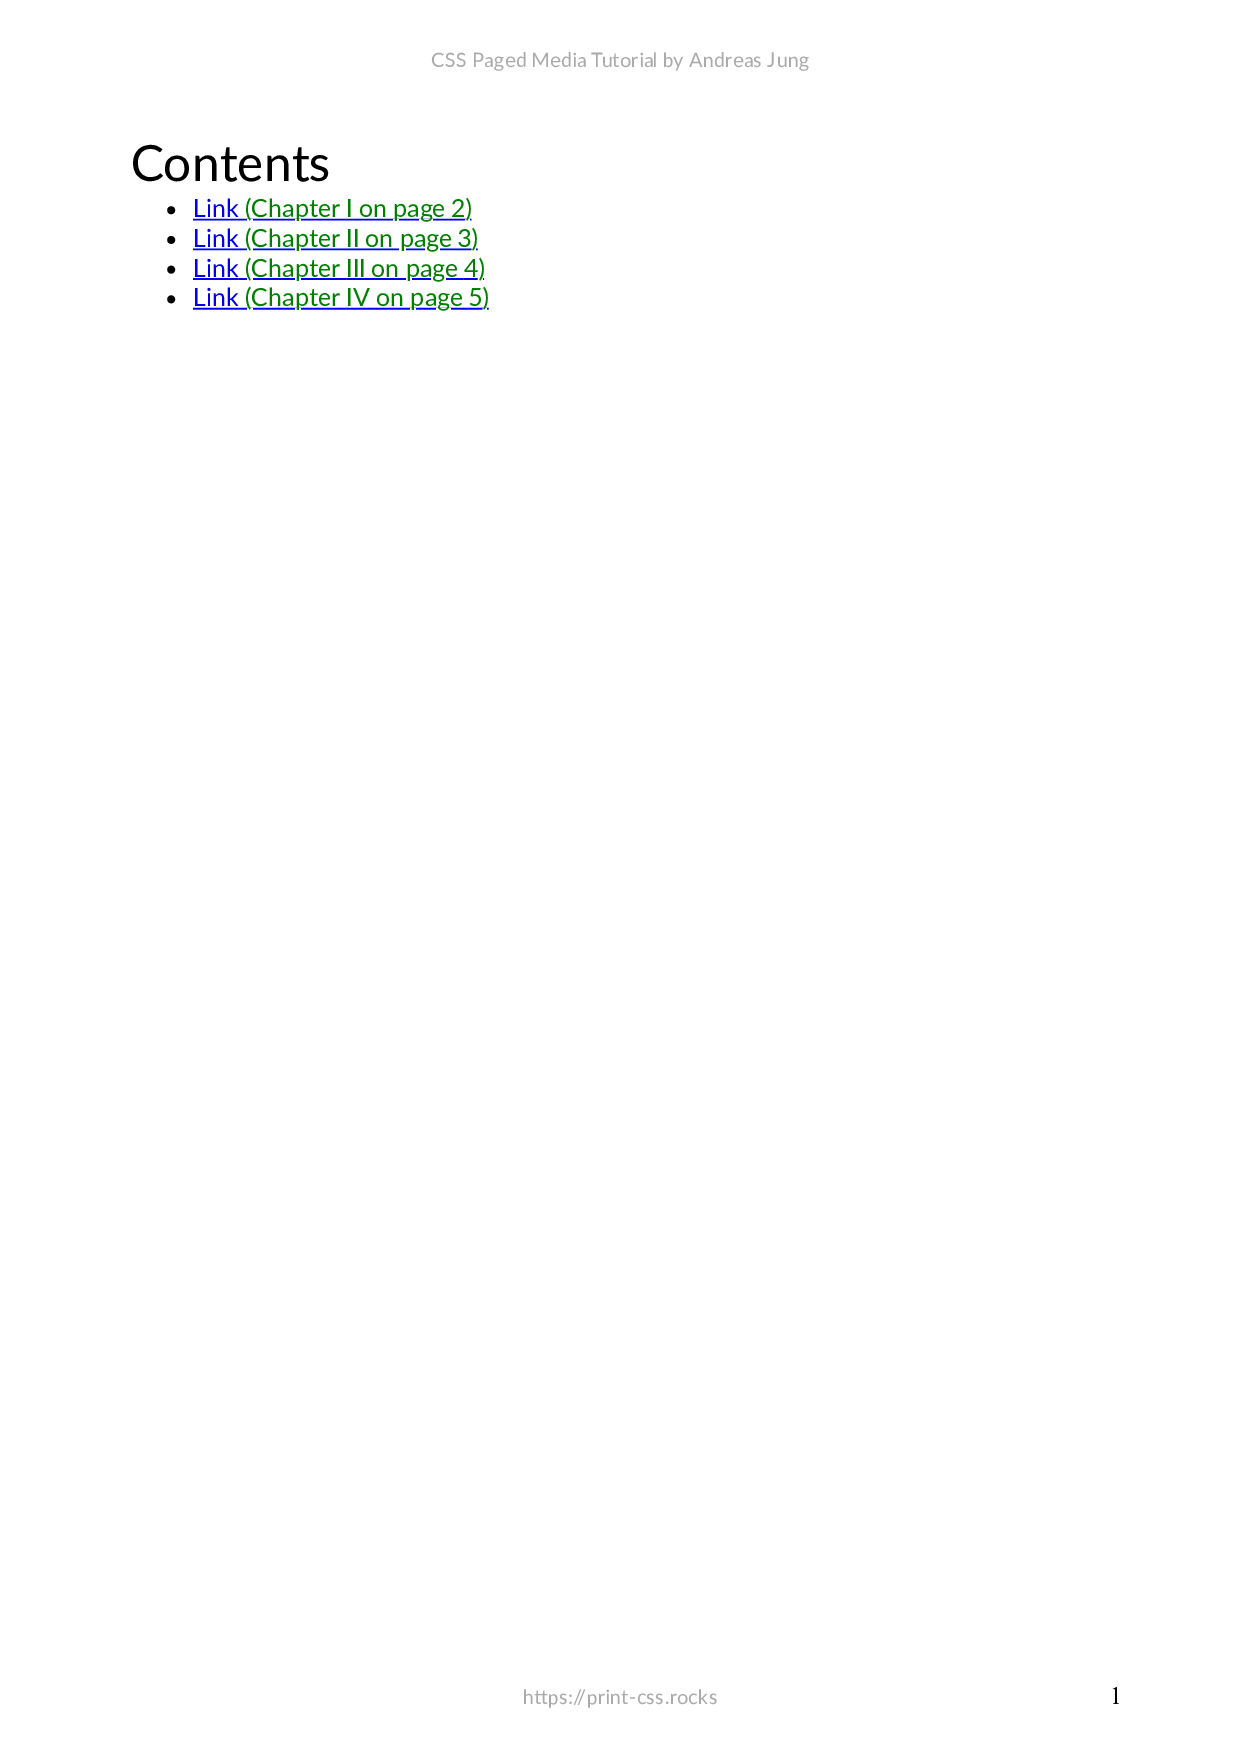 CSS Paged Media Tutorial by Andreas Jung
Contents
• Link (Chapter I on page 2)
• Link (Chapter II on page 3)
• Link (Chapter III on page 4)
• Link (Chapter IV on page 5)
https://print-css.rocks 1